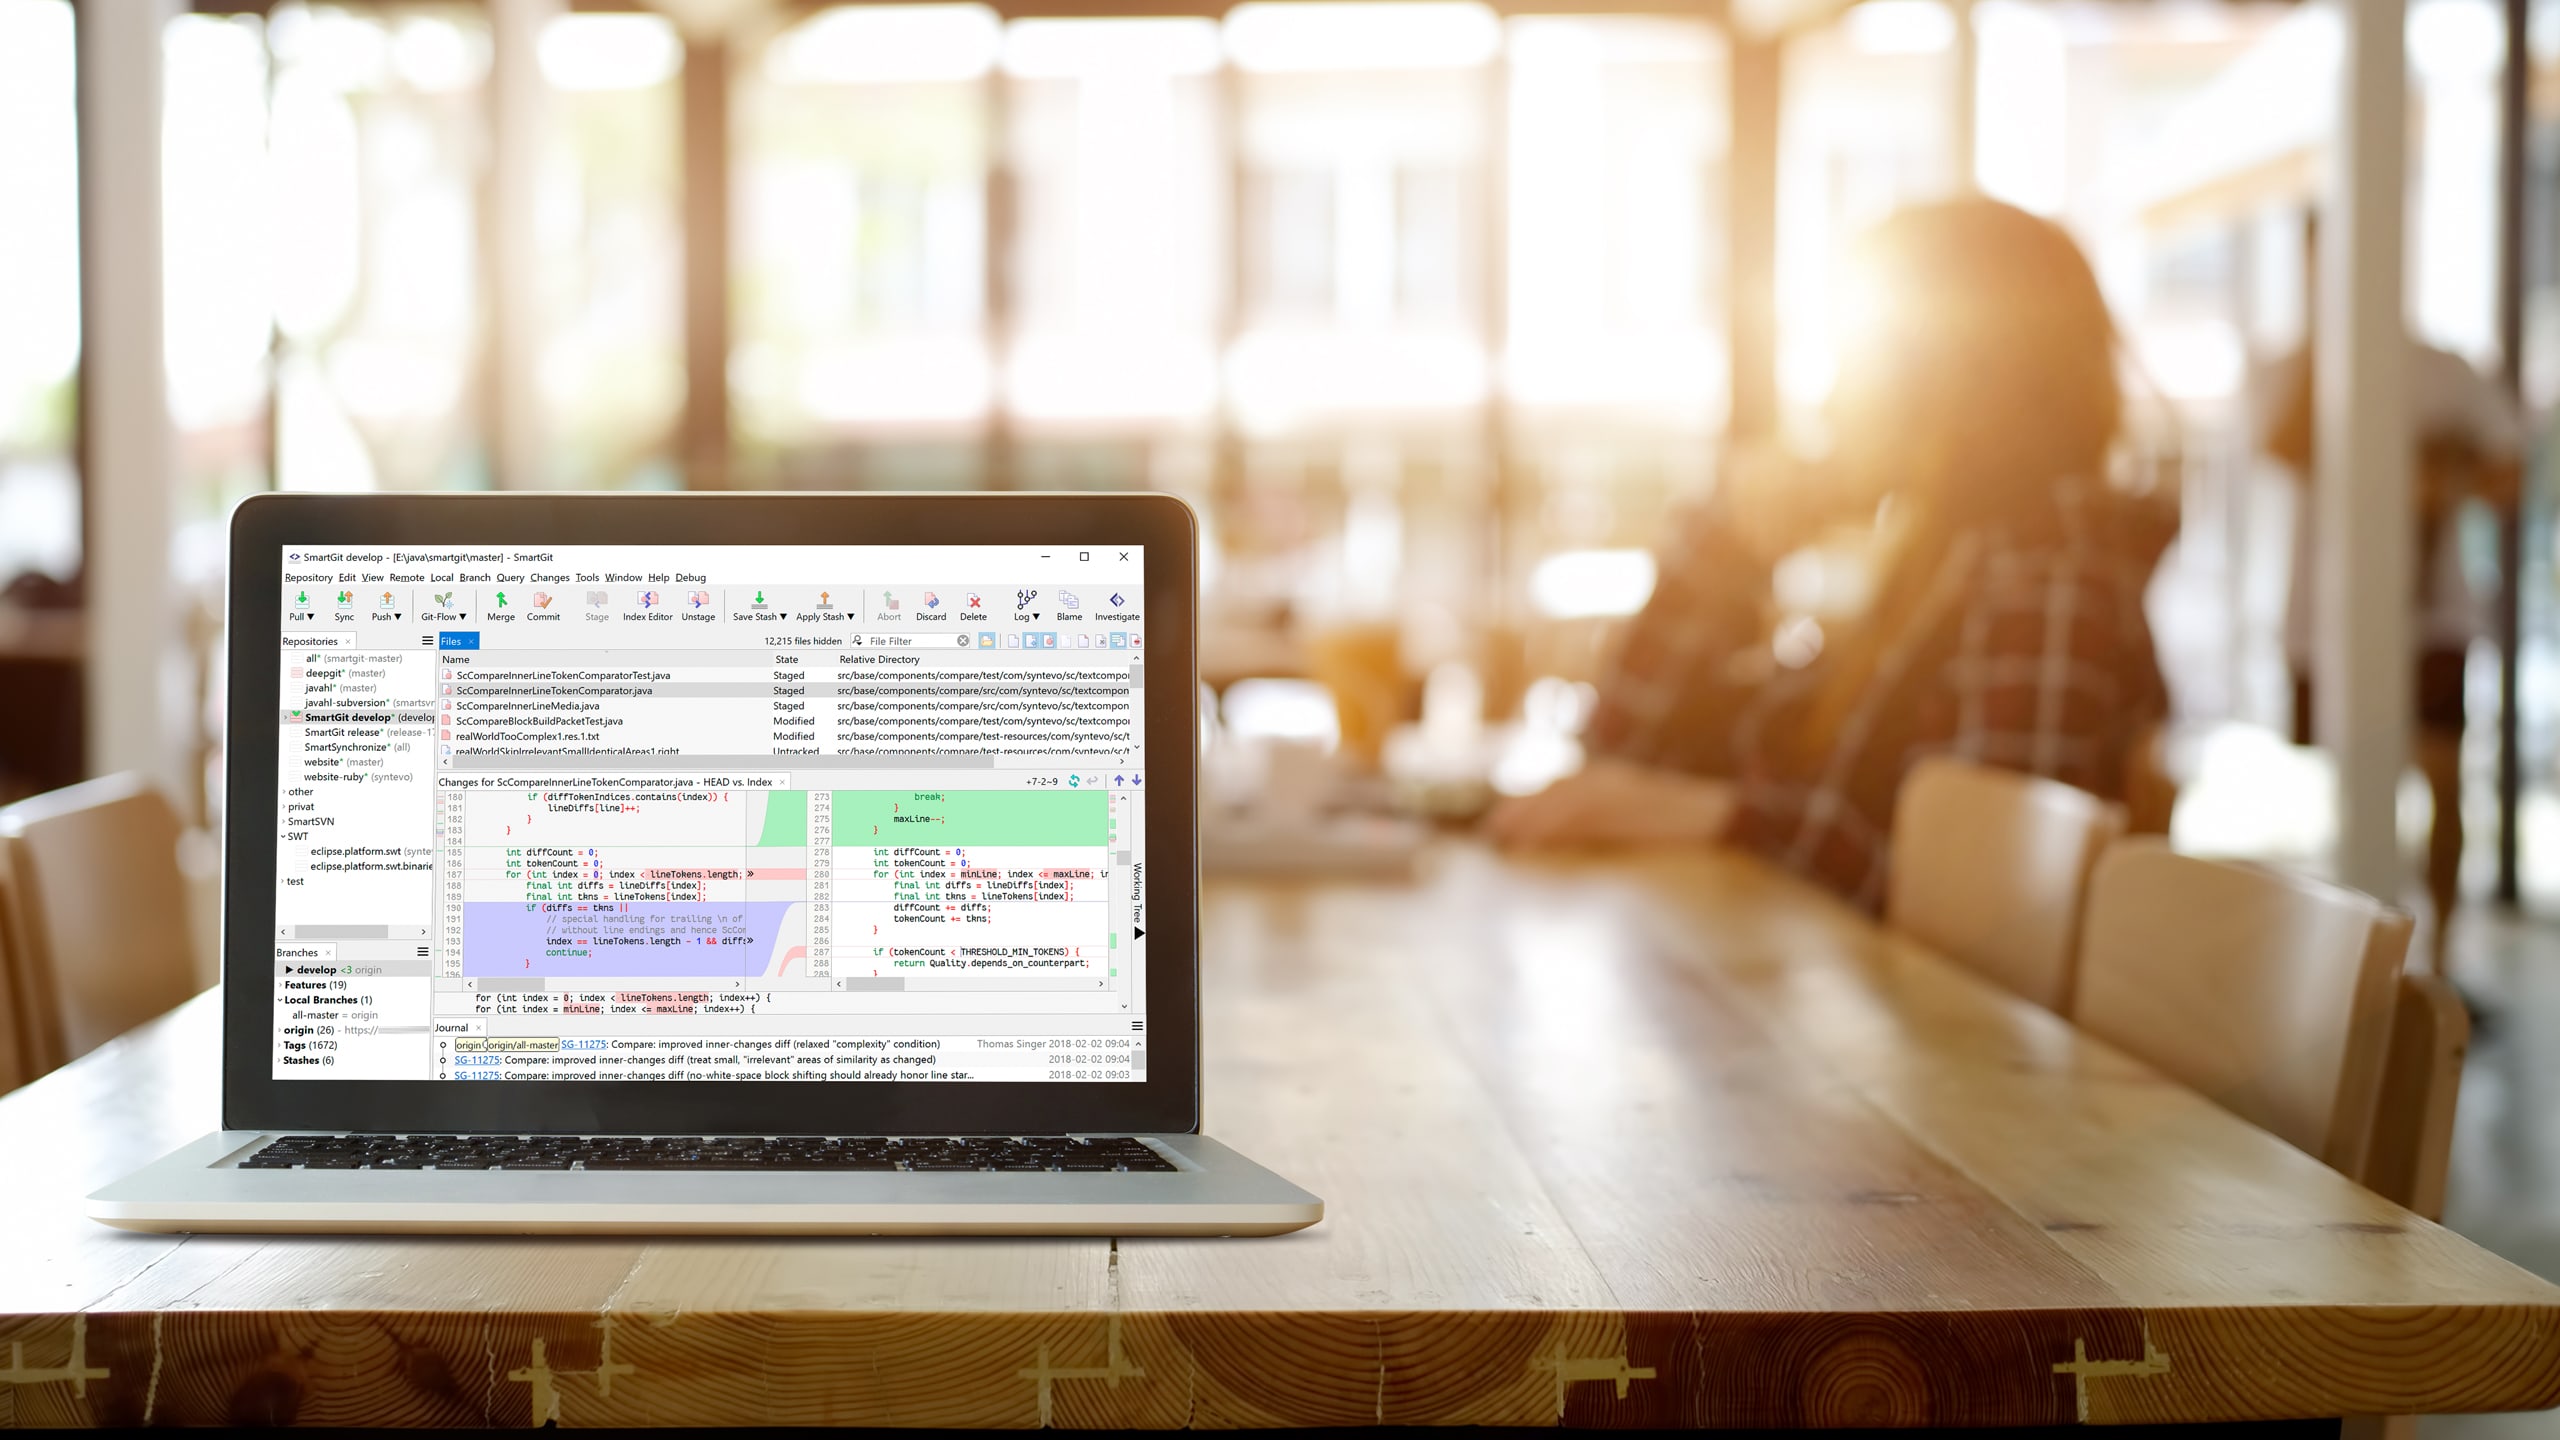 SmartGit develop - [E:\java\smartgit\master] - SmartGit
Repository Edit View Remote Local Branch Query Changes Tools Window Help Debug
Pull Sync Push Git-Flow Merge Commit Stage Index Editor Unstage Save Stash Apply Stash Abort Discard Delete Log Blame Investigate
Repositories
all* (smartgit-master)
deepgit* (master)
javahl* (master)
javahl-subversion* (smartsvr
SmartGit develop* (develop
SmartGit release* (release-1
SmartSynchronize* (all)
website* (master)
website-ruby* (syntevo)
other
privat
SmartSVN
SWT
eclipse.platform.swt (synte
eclipse.platform.swt.binarie
test
Branches
develop <3 origin
Features (19)
Local Branches (1)
all-master = origin
origin (26) - https://
Tags (1672)
Stashes (6)
Files 12,215 files hidden File Filter
Name State Relative Directory
ScCompareInnerLineTokenComparatorTest.java Staged src/base/components/compare/test/com/syntevo/sc/textcompon
ScCompareInnerLineTokenComparator.java Staged src/base/components/compare/src/com/syntevo/sc/textcompon
ScCompareInnerLineMedia.java Staged src/base/components/compare/src/com/syntevo/sc/textcompon
ScCompareBlockBuildPacketTest.java Modified src/base/components/compare/test/com/syntevo/sc/textcompon
realWorldTooComplex1.res.1.txt Modified src/base/components/compare/test-resources/com/syntevo/sc/t
realWorldSkipIrrelevantSmallIdenticalAreas1.right Untracked src/base/components/compare/test-resources/com/syntevo/sc/t
Changes for ScCompareInnerLineTokenComparator.java - HEAD vs. Index +7-2~9
180 if (diffTokenIndices.contains(index)) {
181 lineDiffs[line]++;
182 }
183 }
184
185 int diffCount = 0;
186 int tokenCount = 0;
187 for (int index = 0; index < lineTokens.length;
188 final int diffs = lineDiffs[index];
189 final int tkns = lineTokens[index];
190 if (diffs == tkns ||
191 // special handling for trailing \n of
192 // without line endings and hence ScCom
193 index == lineTokens.length - 1 && diffs
194 continue;
195 }
196
273 break;
274 }
275 maxLine--;
276 }
277
278 int diffCount = 0;
279 int tokenCount = 0;
280 for (int index = minLine; index <= maxLine; in
281 final int diffs = lineDiffs[index];
282 final int tkns = lineTokens[index];
283 diffCount += diffs;
284 tokenCount += tkns;
285 }
286
287 if (tokenCount < THRESHOLD_MIN_TOKENS) {
288 return Quality.depends_on_counterpart;
289 }
Working Tree
for (int index = 0; index < lineTokens.length; index++) {
for (int index = minLine; index <= maxLine; index++) {
Journal
origin origin/all-master SG-11275: Compare: improved inner-changes diff (relaxed "complexity" condition) Thomas Singer 2018-02-02 09:04
SG-11275: Compare: improved inner-changes diff (treat small, "irrelevant" areas of similarity as changed) 2018-02-02 09:04
SG-11275: Compare: improved inner-changes diff (no-white-space block shifting should already honor line star... 2018-02-02 09:03